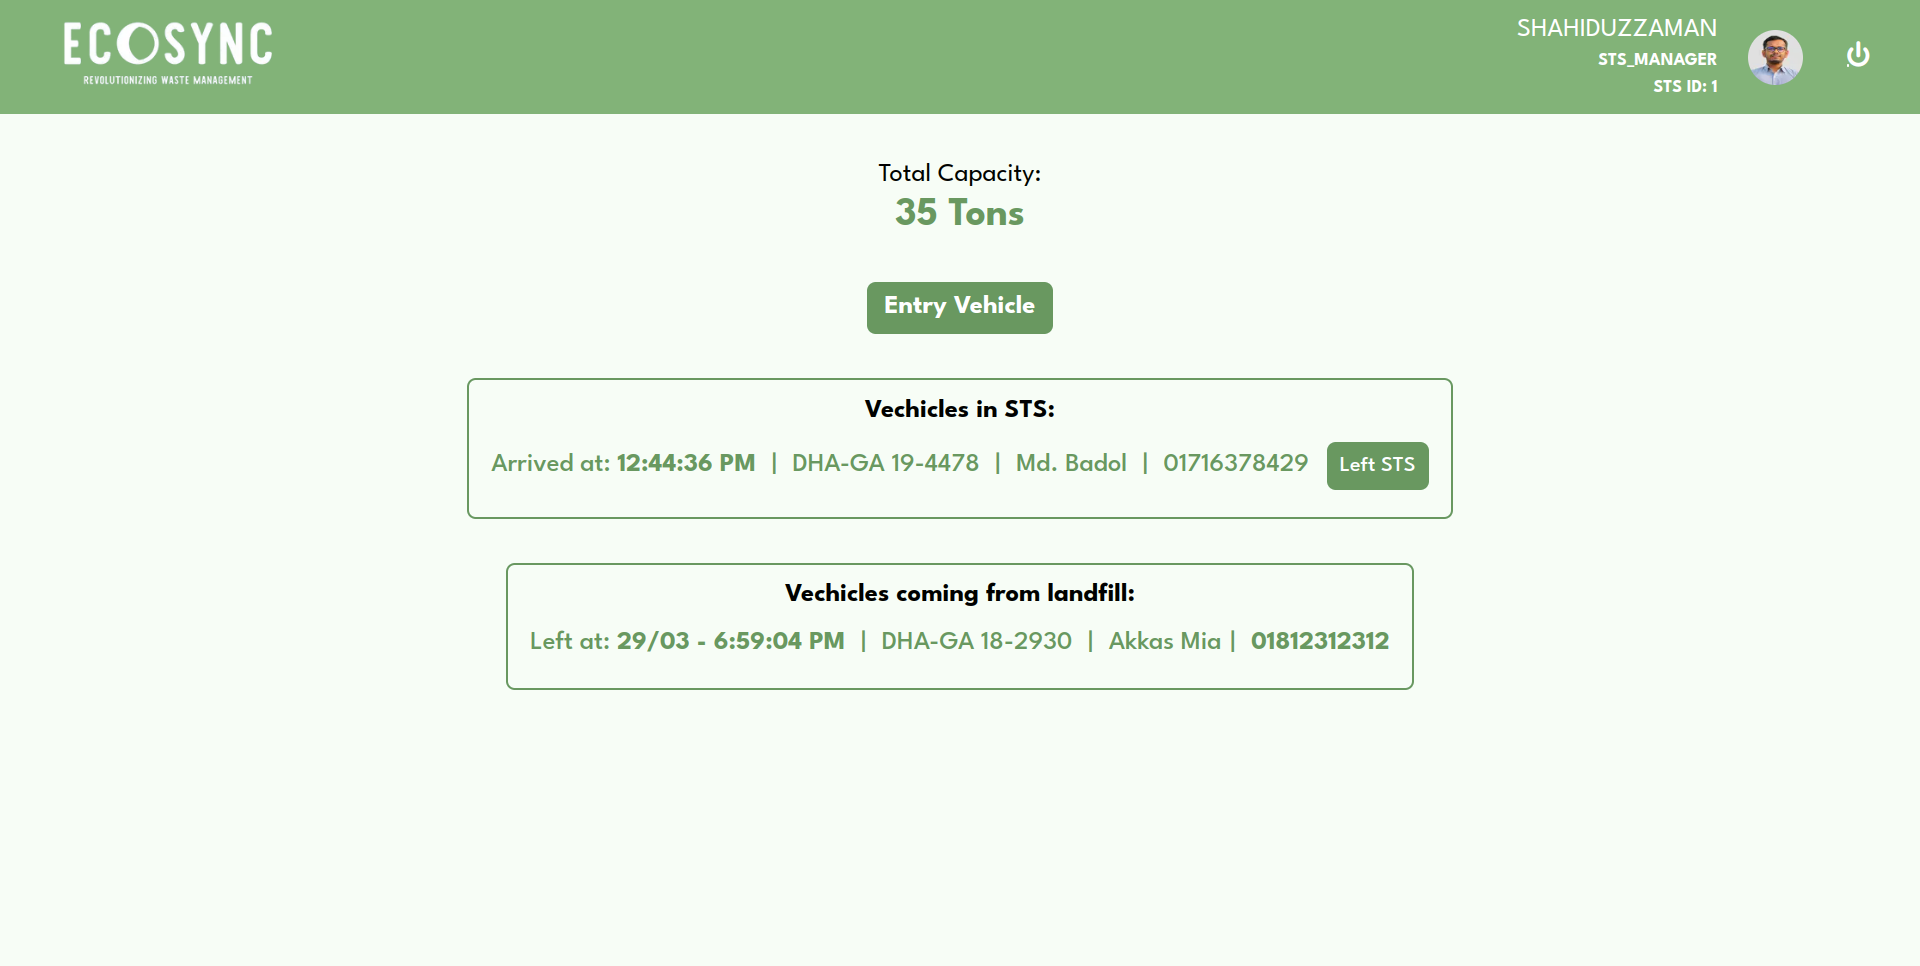 ECOSYNC
REVOLUTIONIZING WASTE MANAGEMENT
SHAHIDUZZAMAN
STS_MANAGER
STS ID: 1
Total Capacity:
35 Tons
Entry Vehicle
Vechicles in STS:
Arrived at: 12:44:36 PM | DHA-GA 19-4478 | Md. Badol | 01716378429 Left STS
Vechicles coming from landfill:
Left at: 29/03 - 6:59:04 PM | DHA-GA 18-2930 | Akkas Mia | 01812312312